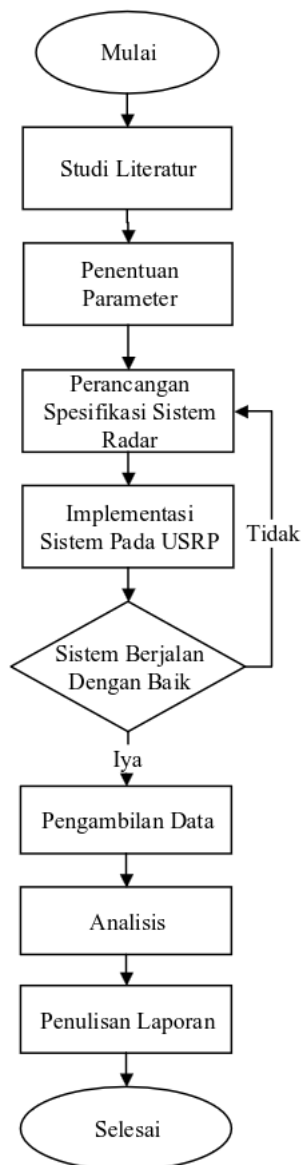 Mulai
Studi Literatur
Penentuan
Parameter
Perancangan
Spesifikasi Sistem
Radar
Implementasi
Sistem Pada USRP
Tidak
Sistem Berjalan
Dengan Baik
Iya
Pengambilan Data
Analisis
Penulisan Laporan
Selesai